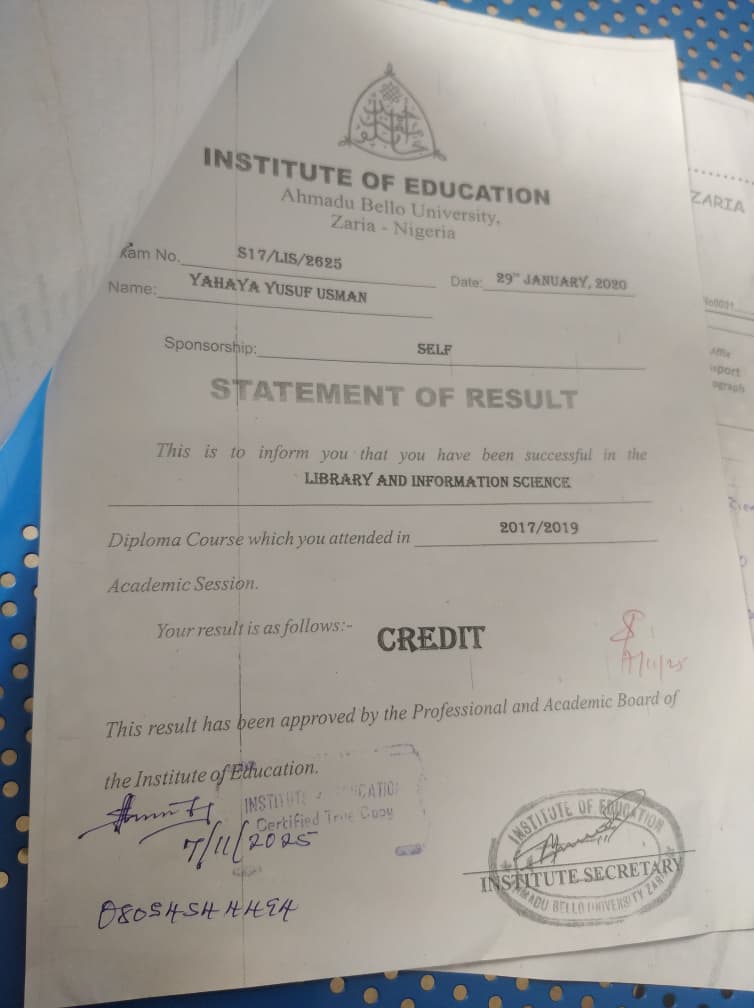 INSTITUTE OF EDUCATION
Ahmadu Bello University,
Zaria - Nigeria
xam No. S17/LIS/2625
Date: 29TH JANUARY, 2020
Name: YAHAYA YUSUF USMAN
Sponsorship: SELF
STATEMENT OF RESULT
This is to inform you that you have been successful in the
LIBRARY AND INFORMATION SCIENCE
Diploma Course which you attended in 2017/2019
Academic Session.
Your result is as follows:- CREDIT
This result has been approved by the Professional and Academic Board of
the Institute of Education.
Certified True Copy
7/11/2025
INSTITUTE OF EDUCATION
INSTITUTE SECRETARY
AHMADU BELLO UNIVERSITY ZARIA
ZARIA